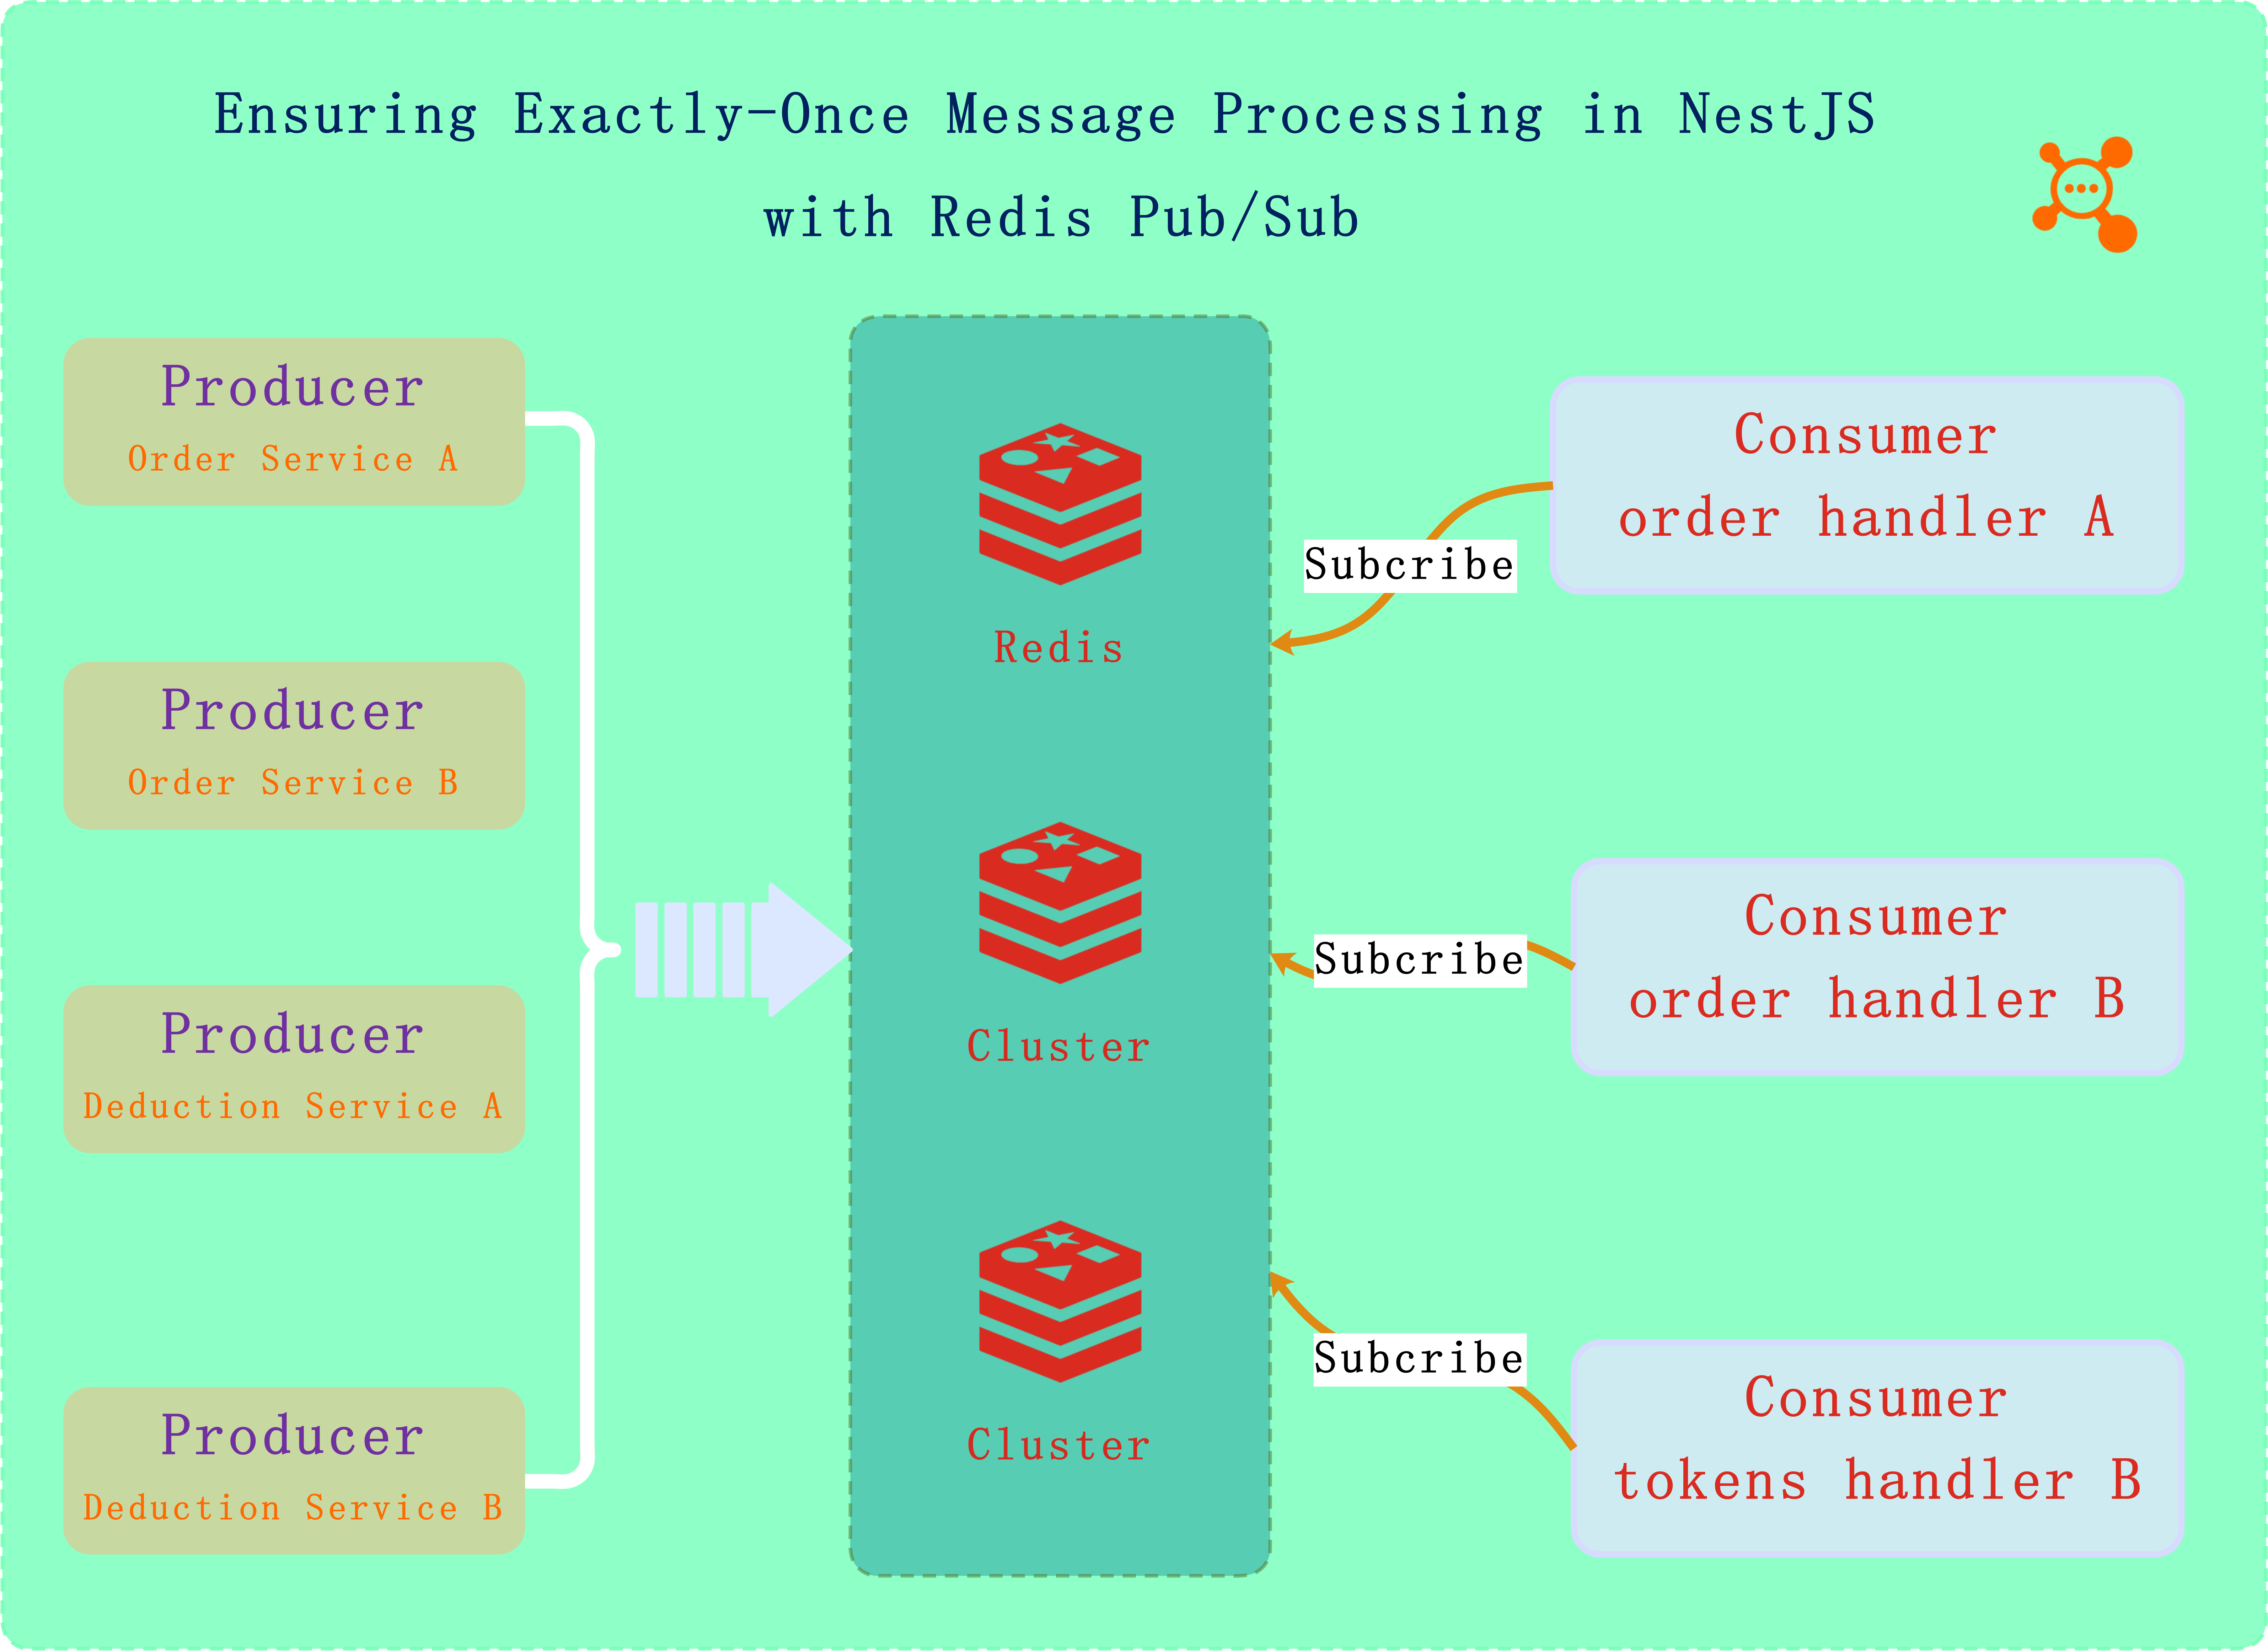 Ensuring Exactly-Once Message Processing in NestJS
with Redis Pub/Sub
Producer
Order Service A
Producer
Order Service B
Producer
Deduction Service A
Producer
Deduction Service B
Redis
Cluster
Cluster
Subcribe
Subcribe
Subcribe
Consumer
order handler A
Consumer
order handler B
Consumer
tokens handler B